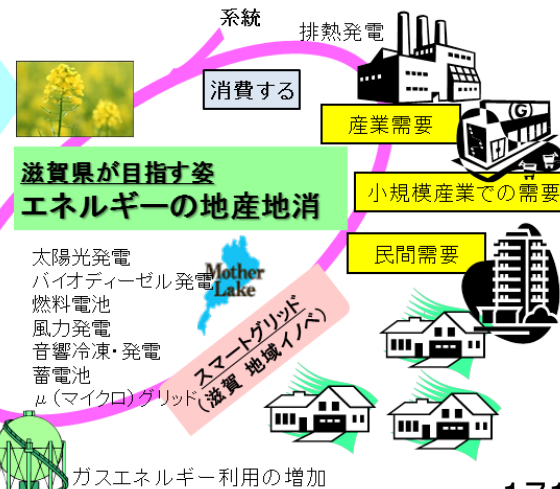 系統
排熱発電
消費する
産業需要
G
小規模産業での需要
滋賀県が目指す姿
エネルギーの地産地消
民間需要
太陽光発電
バイオディーゼル発電
燃料電池
風力発電
音響冷凍・発電
蓄電池
μ(マイクロ)グリッド
Mother
Lake
スマートグリッド
(滋賀 地域イノベ)
ガスエネルギー利用の増加